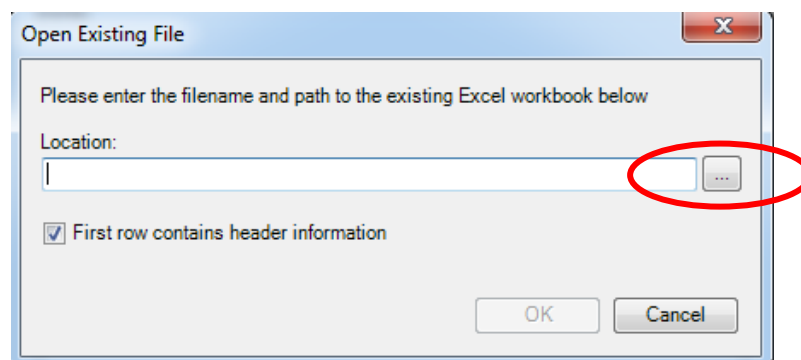 Open Existing File
Please enter the filename and path to the existing Excel workbook below
Location:
...
First row contains header information
OK
Cancel